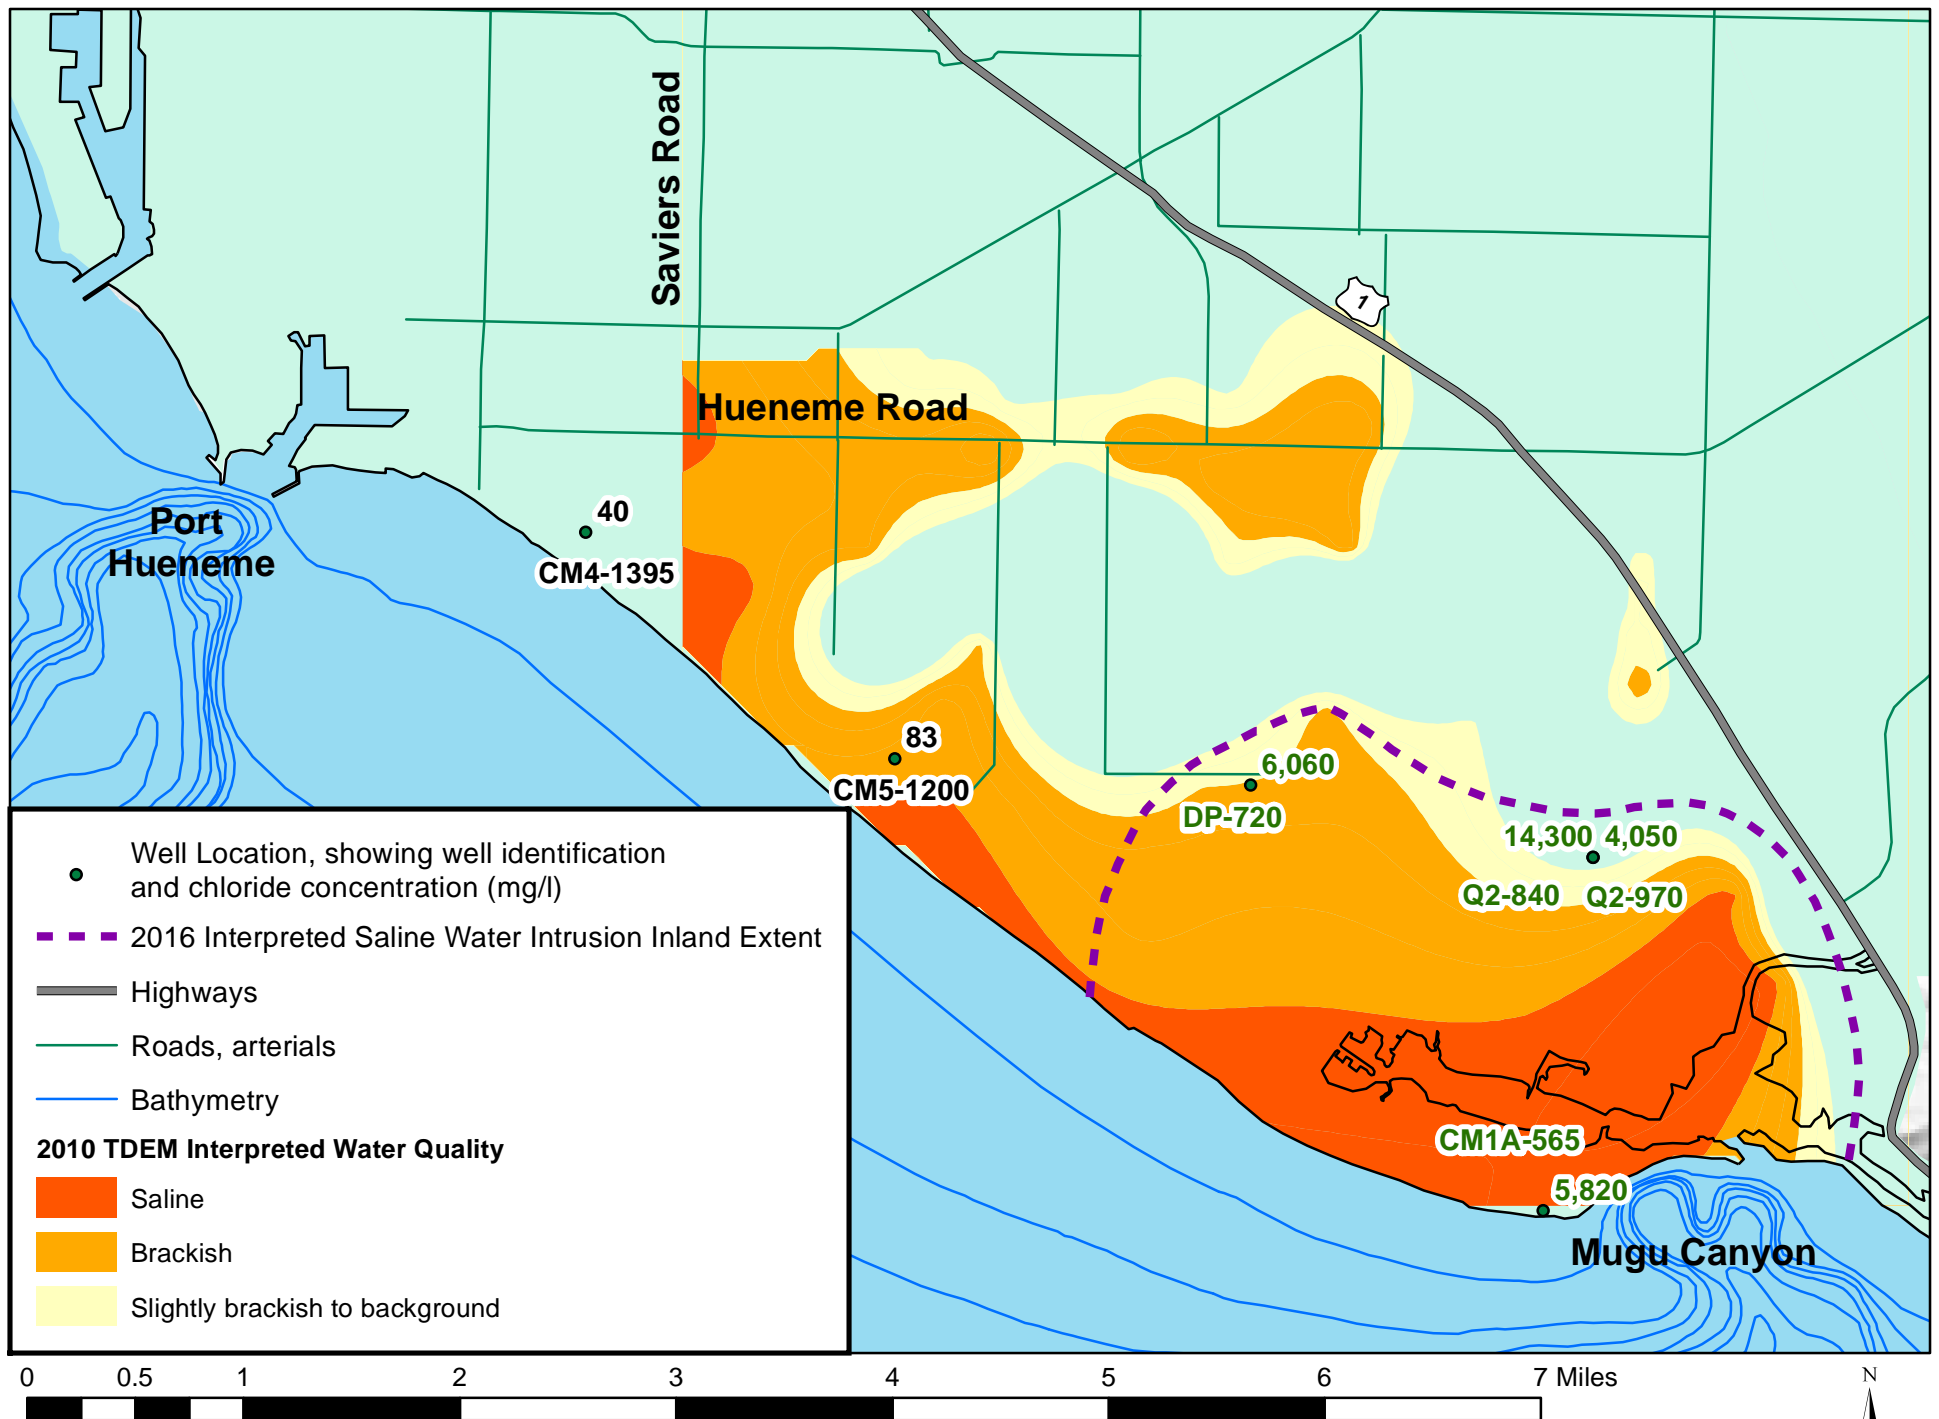 Saviers Road
1
Hueneme Road
40
Port
Hueneme
CM4-1395
83
CM5-1200
6,060
DP-720
14,300 4,050
Q2-840 Q2-970
CM1A-565
5,820
Mugu Canyon
Well Location, showing well identification
and chloride concentration (mg/l)
2016 Interpreted Saline Water Intrusion Inland Extent
Highways
Roads, arterials
Bathymetry
2010 TDEM Interpreted Water Quality
Saline
Brackish
Slightly brackish to background
0 0.5 1 2 3 4 5 6 7 Miles
N